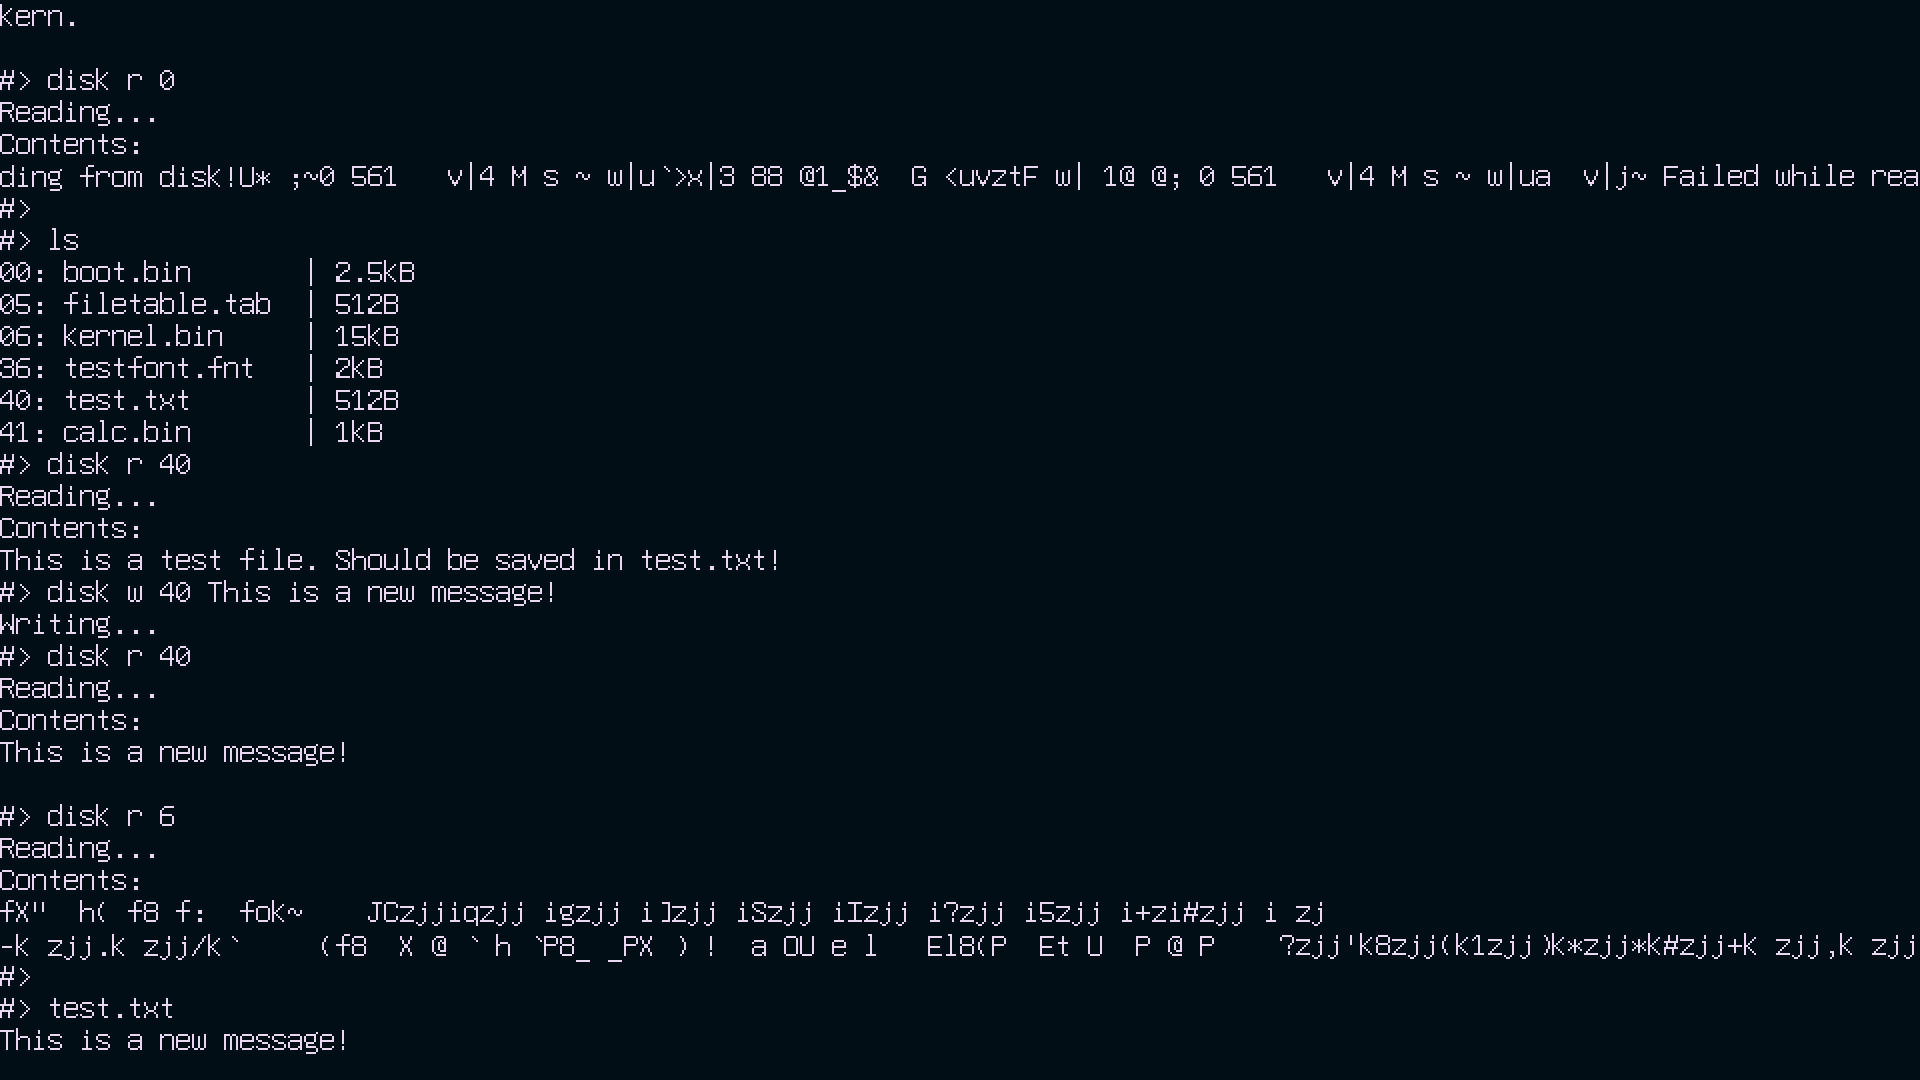 kern.
#> disk r 0
Reading...
Contents:
ding from disk!U* ;~0 561   v|4 M s ~ w|u`>x|3 88 @1_$&  G <uvztF w| 1@ @; 0 561   v|4 M s ~ w|ua  v|j~ Failed while rea
#>
#> ls
00: boot.bin       | 2.5kB
05: filetable.tab  | 512B
06: kernel.bin     | 15kB
36: testfont.fnt   | 2kB
40: test.txt       | 512B
41: calc.bin       | 1kB
#> disk r 40
Reading...
Contents:
This is a test file. Should be saved in test.txt!
#> disk w 40 This is a new message!
Writing...
#> disk r 40
Reading...
Contents:
This is a new message!
#> disk r 6
Reading...
Contents:
fX"  h( f8 f:  fok~    JCzjjiqzjj igzjj i]zjj iSzjj iIzjj i?zjj i5zjj i+zi#zjj i zj
-k zjj.k zjj/k`     (f8  X @ ` h `P8_ _PX ) !  a OU e l   El8(P  Et U  P @ P    ?zjj'k8zjj(k1zjj)k*zjj*k#zjj+k zjj,k zjj
#>
#> test.txt
This is a new message!